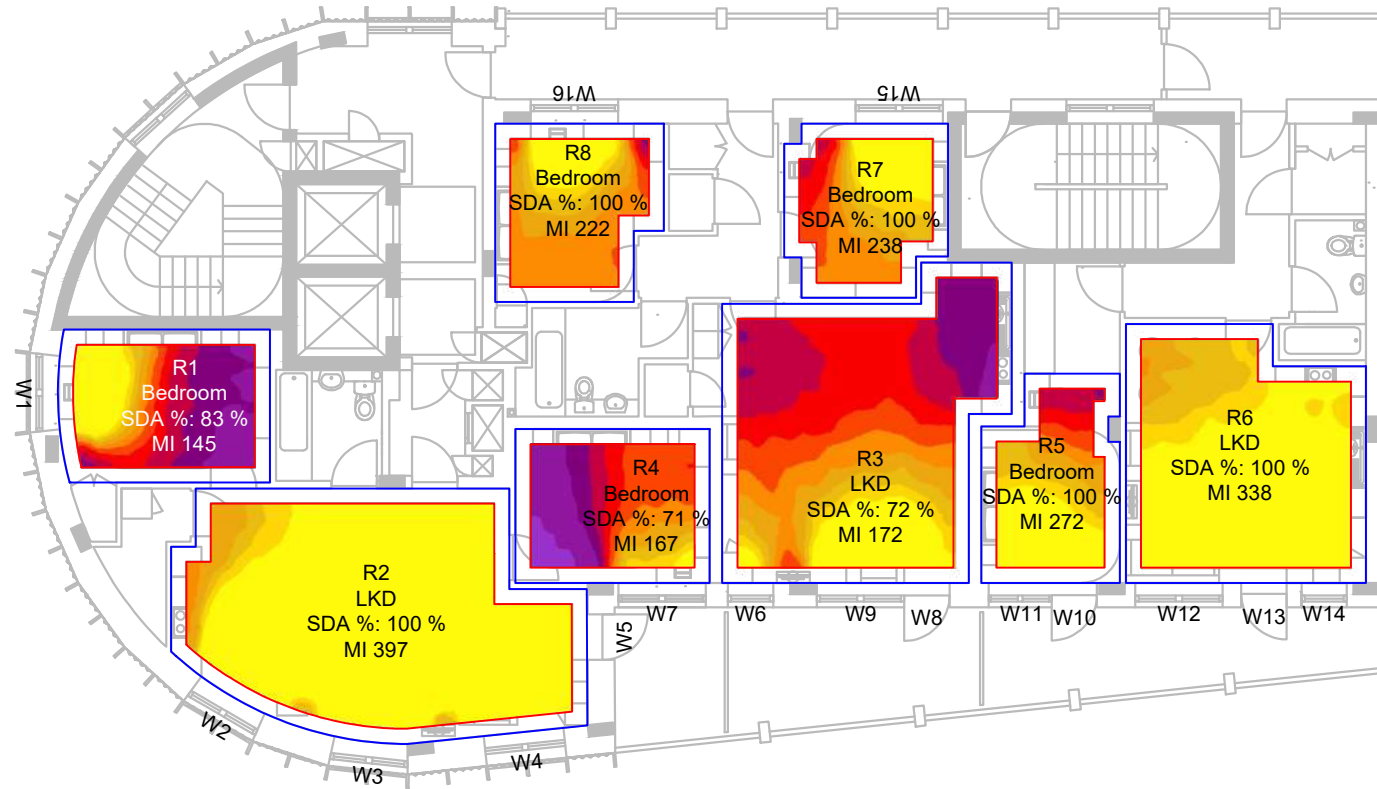 W16
W15
R8
Bedroom
SDA %: 100 %
MI 222
R7
Bedroom
SDA %: 100 %
MI 238
W1
R1
Bedroom
SDA %: 83 %
MI 145
R4
Bedroom
SDA %: 71 %
MI 167
R3
LKD
SDA %: 72 %
MI 172
R5
Bedroom
SDA %: 100 %
MI 272
R6
LKD
SDA %: 100 %
MI 338
R2
LKD
SDA %: 100 %
MI 397
W7
W6
W9
W8
W11
W10
W12
W13
W14
W5
W2
W3
W4